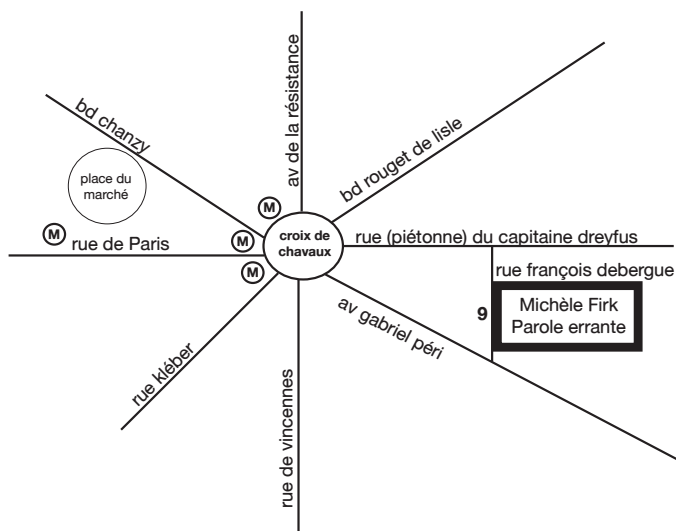 av de la résistance
bd chanzy
bd rouget de lisle
place du
marché
M
M
rue de Paris
M
croix de
chavaux
rue (piétonne) du capitaine dreyfus
M
rue françois debergue
9
Michèle Firk
Parole errante
av gabriel péri
rue kléber
rue de vincennes